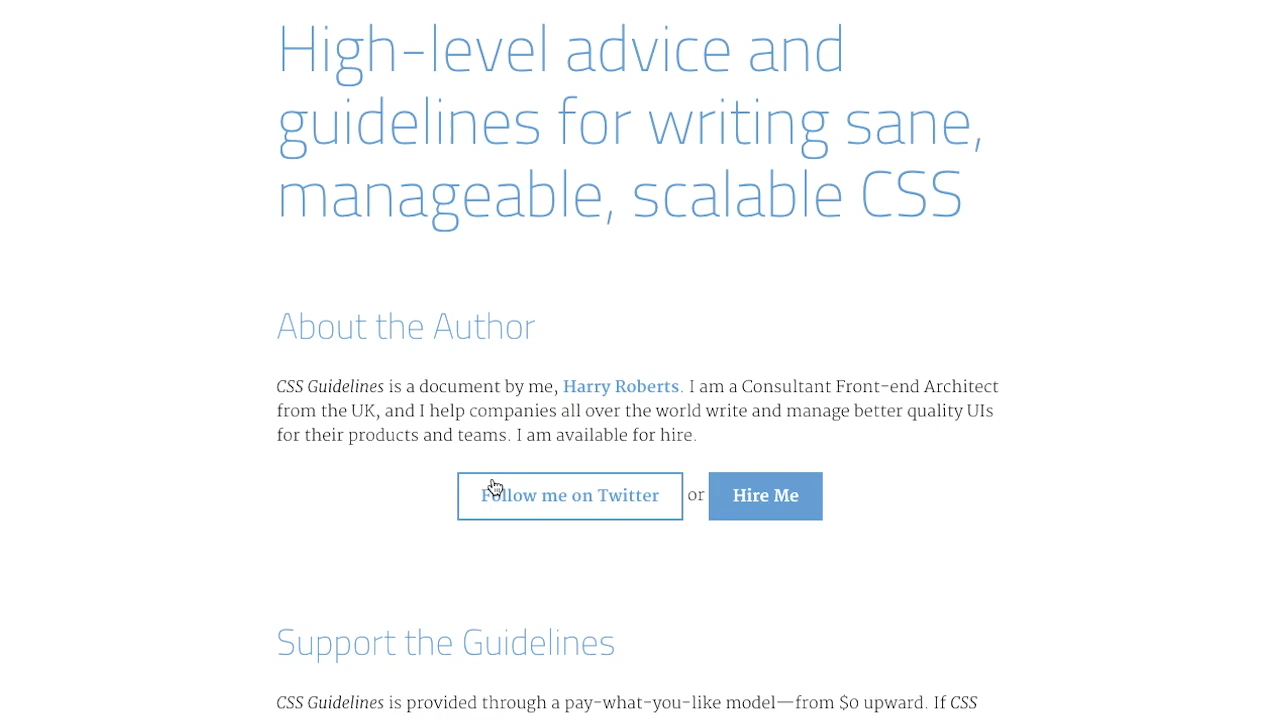 High-level advice and
guidelines for writing sane,
manageable, scalable CSS
About the Author
CSS Guidelines is a document by me, Harry Roberts. I am a Consultant Front-end Architect
from the UK, and I help companies all over the world write and manage better quality UIs
for their products and teams. I am available for hire.
Follow me on Twitter or Hire Me
Support the Guidelines
CSS Guidelines is provided through a pay-what-you-like model—from $0 upward. If CSS